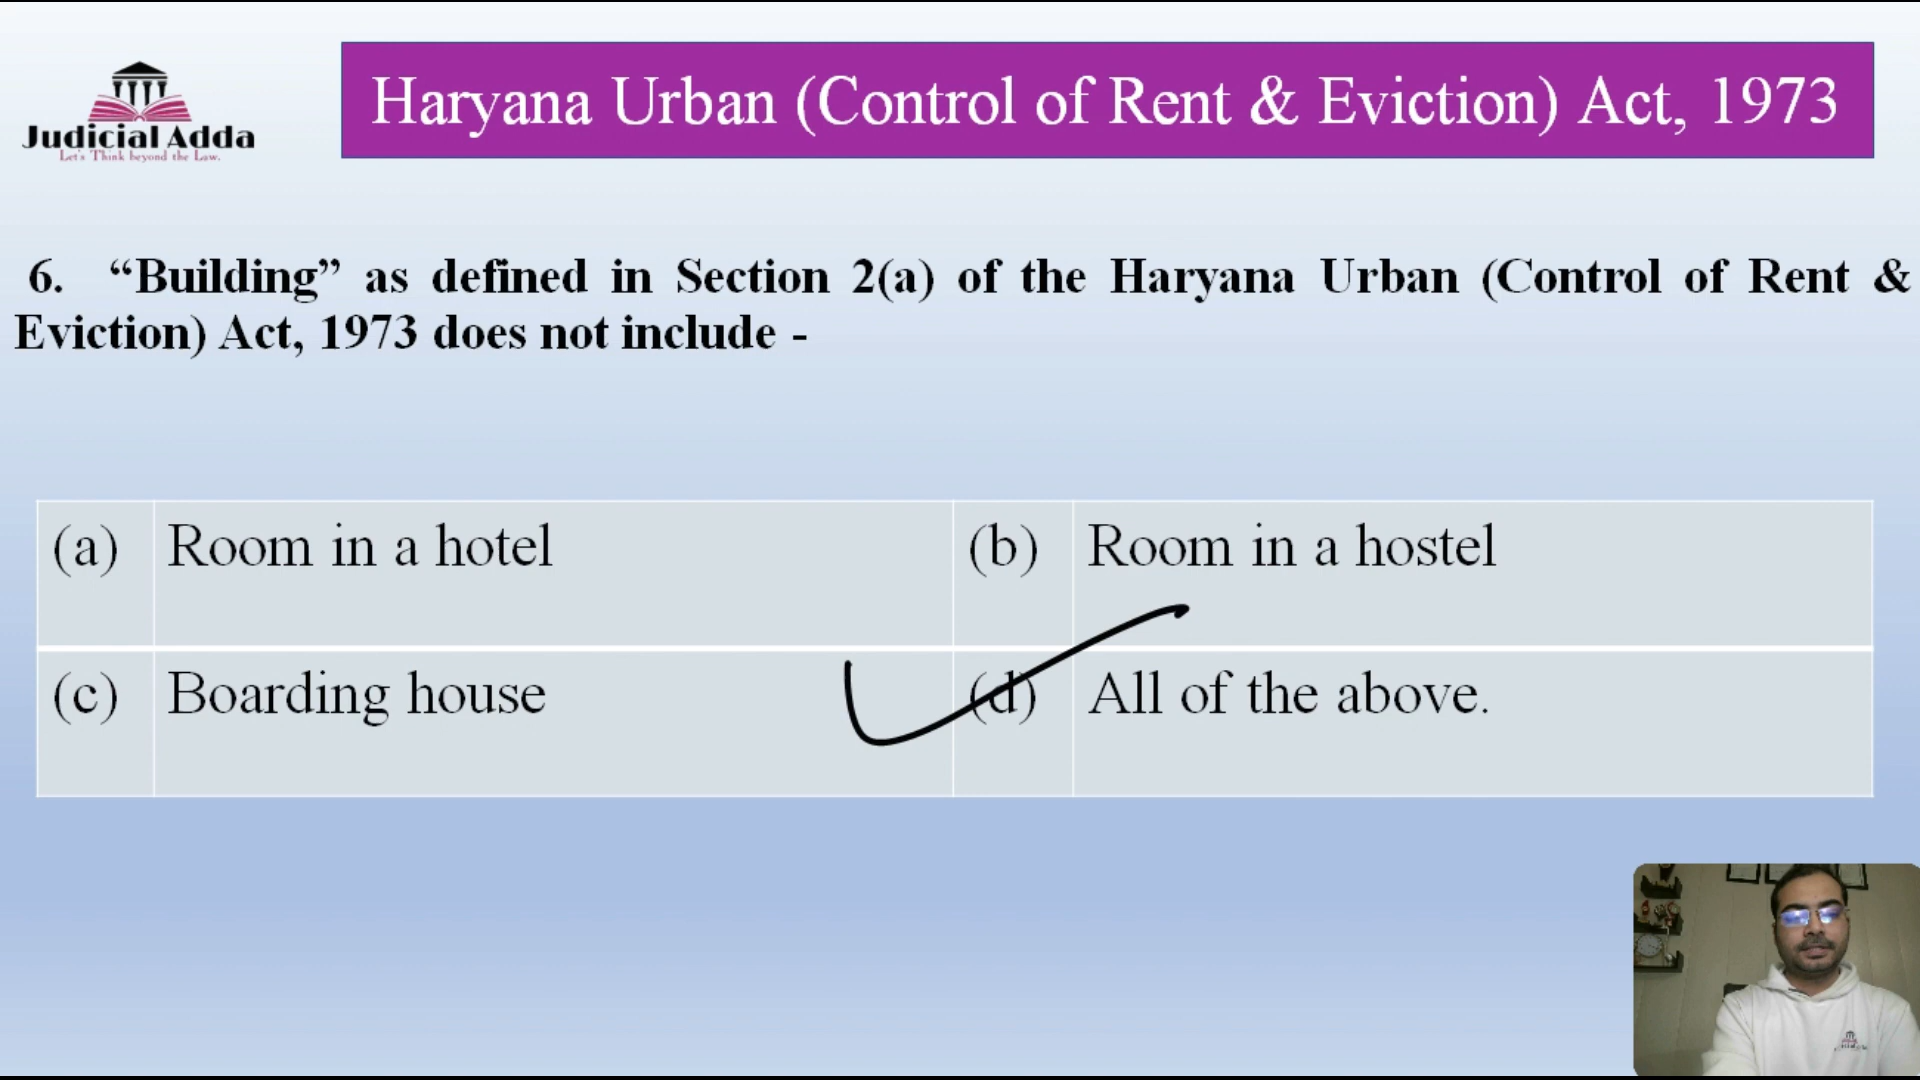 Judicial Adda
Let's Think beyond the Law.
Haryana Urban (Control of Rent & Eviction) Act, 1973
6. “Building” as defined in Section 2(a) of the Haryana Urban (Control of Rent &
Eviction) Act, 1973 does not include -
(a) Room in a hotel
(b) Room in a hostel
(c) Boarding house
(d) All of the above.